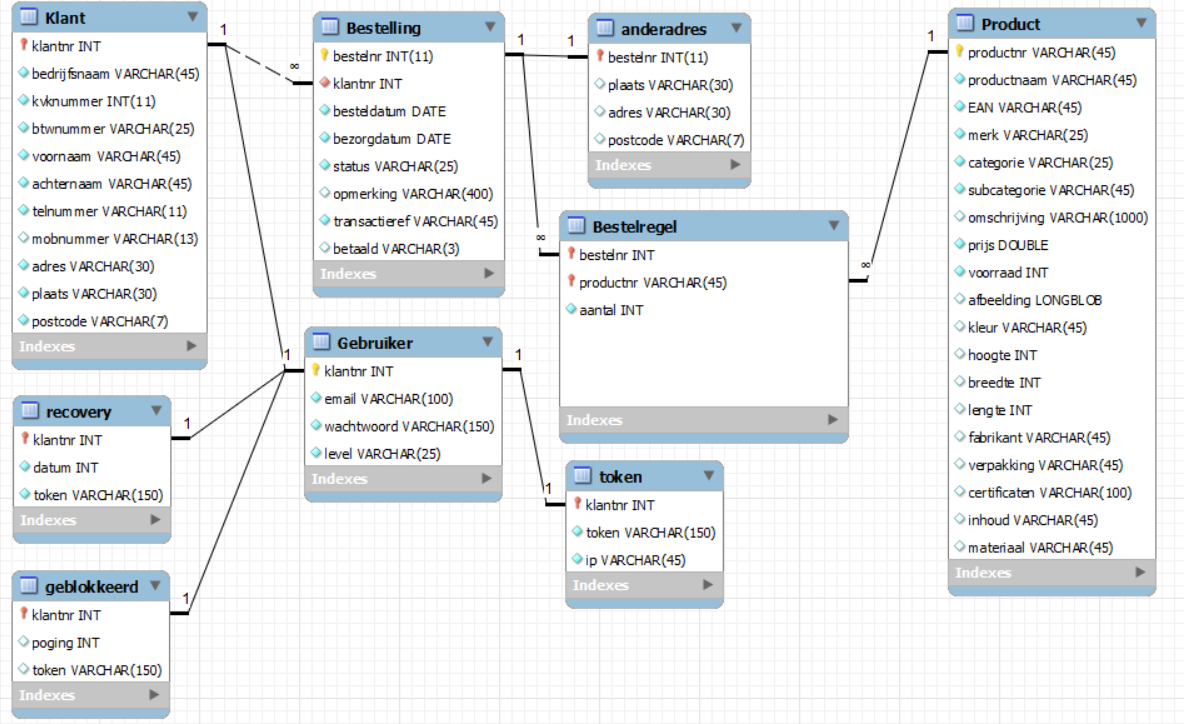 Klant
klantnr INT
bedrijfsnaam VARCHAR(45)
kvknummer INT(11)
btwnummer VARCHAR(25)
voornaam VARCHAR(45)
achternaam VARCHAR(45)
telnummer VARCHAR(11)
mobnummer VARCHAR(13)
adres VARCHAR(30)
plaats VARCHAR(30)
postcode VARCHAR(7)
Indexes
1
∞
Bestelling
bestelnr INT(11)
klantnr INT
besteldatum DATE
bezorgdatum DATE
status VARCHAR(25)
opmerking VARCHAR(400)
transactieref VARCHAR(45)
betaald VARCHAR(3)
Indexes
1
1
anderadres
bestelnr INT(11)
plaats VARCHAR(30)
adres VARCHAR(30)
postcode VARCHAR(7)
Indexes
∞
Bestelregel
bestelnr INT
productnr VARCHAR(45)
aantal INT
Indexes
∞
1
Product
productnr VARCHAR(45)
productnaam VARCHAR(45)
EAN VARCHAR(45)
merk VARCHAR(25)
categorie VARCHAR(25)
subcategorie VARCHAR(45)
omschrijving VARCHAR(1000)
prijs DOUBLE
voorraad INT
afbeelding LONGBLOB
kleur VARCHAR(45)
hoogte INT
breedte INT
lengte INT
fabrikant VARCHAR(45)
verpakking VARCHAR(45)
certificaten VARCHAR(100)
inhoud VARCHAR(45)
materiaal VARCHAR(45)
Indexes
1
Gebruiker
klantnr INT
email VARCHAR(100)
wachtwoord VARCHAR(150)
level VARCHAR(25)
Indexes
1
1
token
klantnr INT
token VARCHAR(150)
ip VARCHAR(45)
Indexes
recovery
klantnr INT
datum INT
token VARCHAR(150)
Indexes
1
geblokkeerd
klantnr INT
poging INT
token VARCHAR(150)
Indexes
1